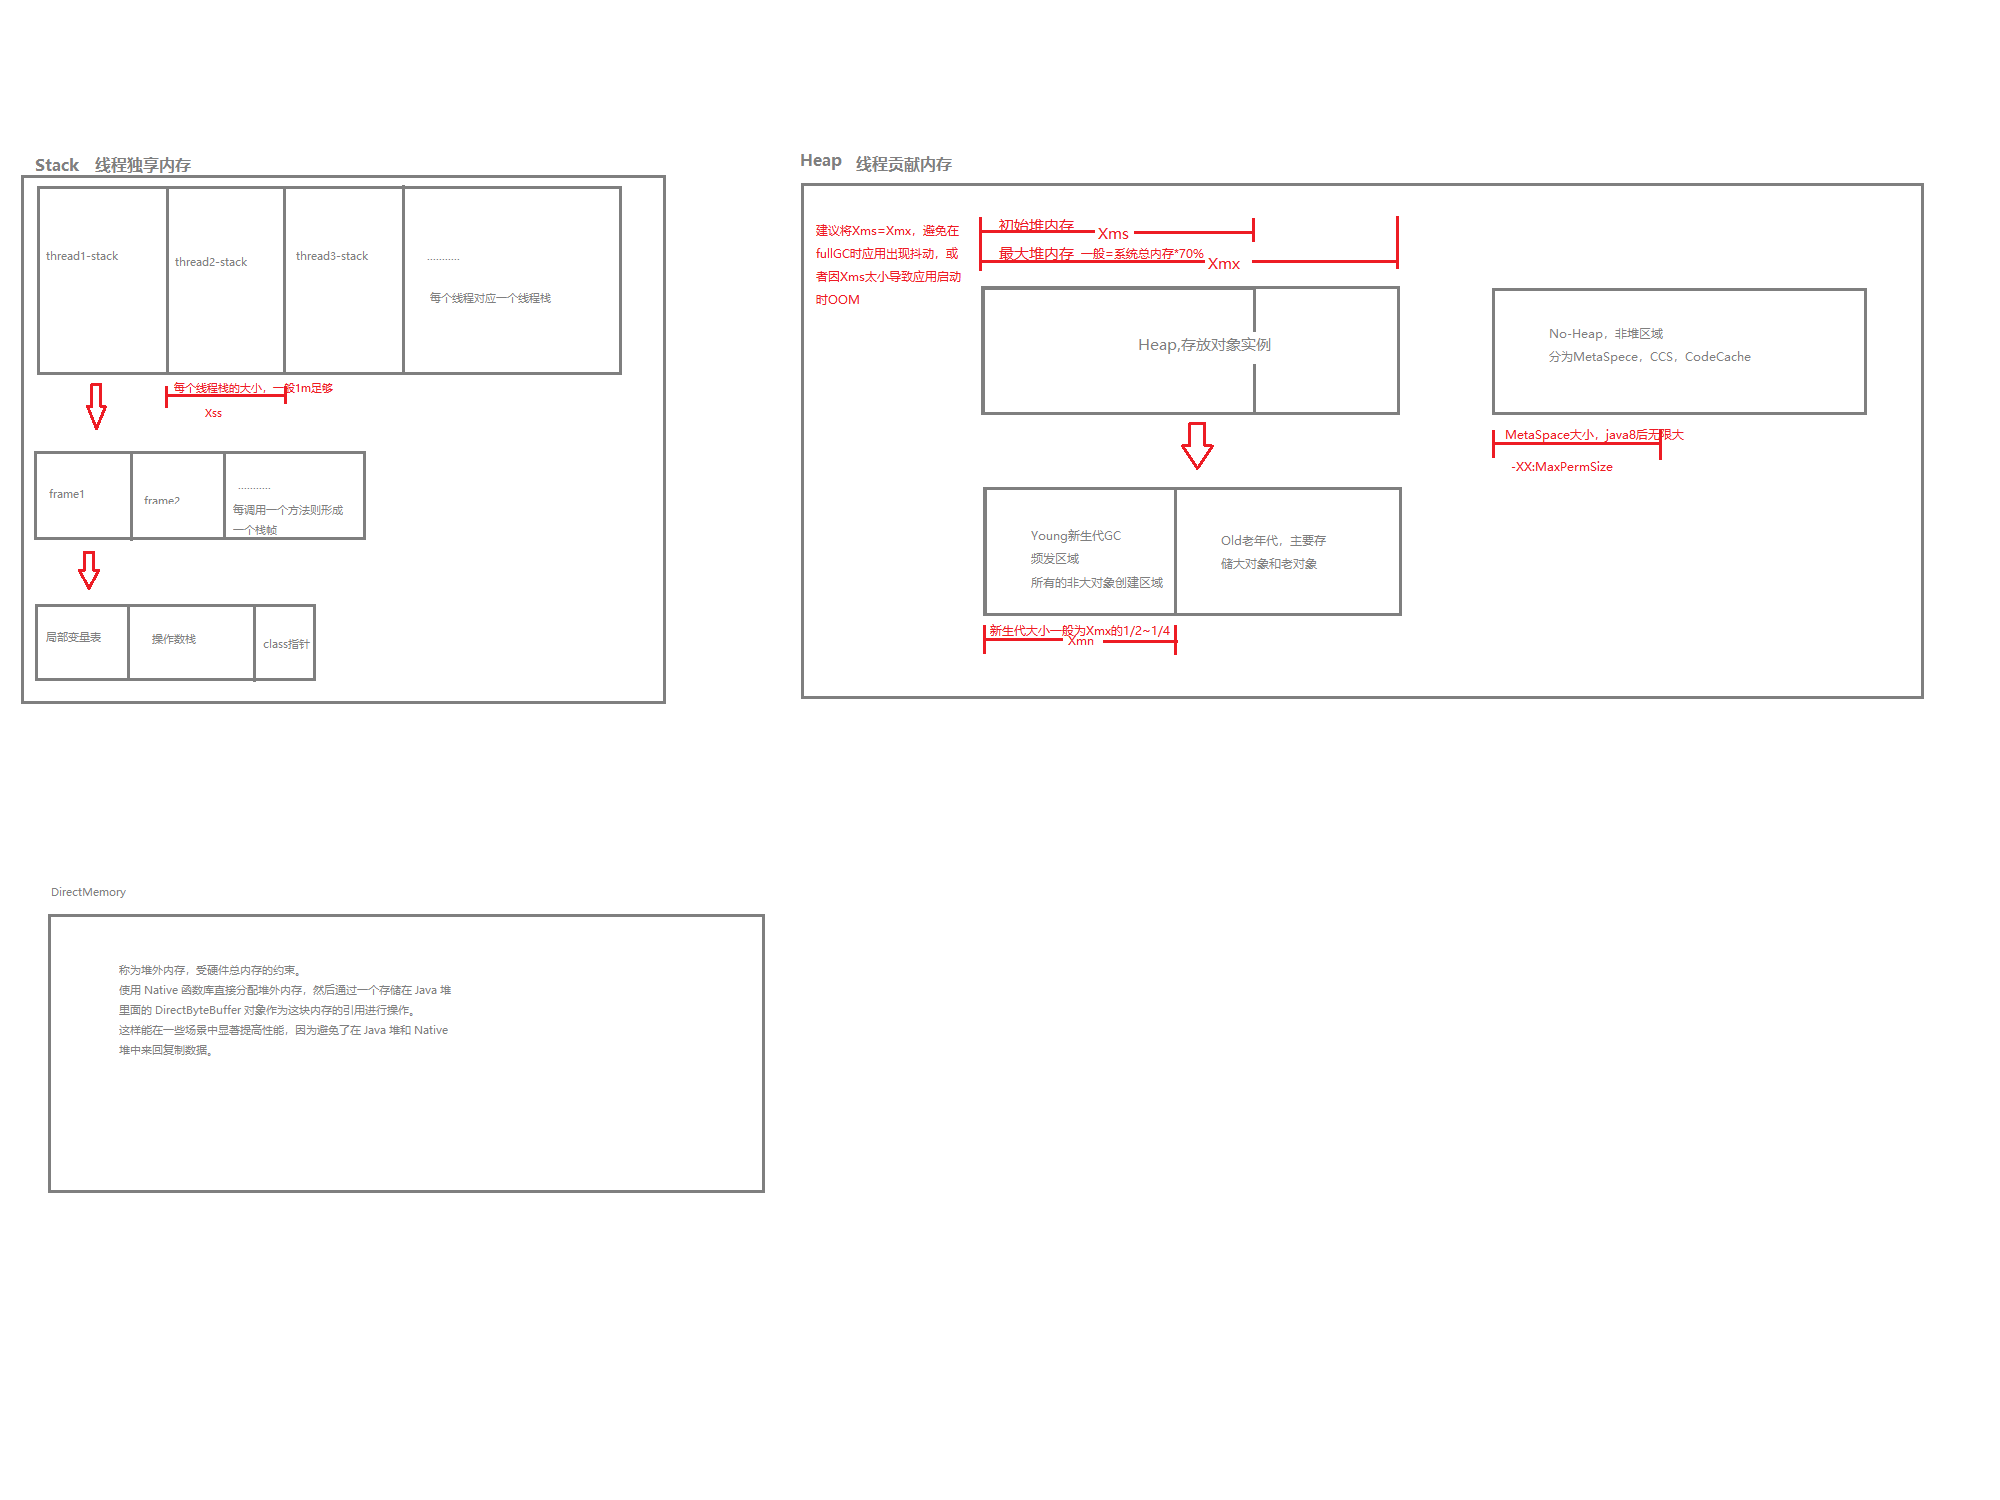 Stack 线程独享内存
thread1-stack
thread2-stack
thread3-stack
...........
每个线程对应一个线程栈
每个线程栈的大小，一般1m足够
Xss
frame1
frame2
...........
每调用一个方法则形成
一个栈帧
局部变量表
操作数栈
class指针
Heap 线程贡献内存
建议将Xms=Xmx，避免在
fullGC时应用出现抖动，或
者因Xms太小导致应用启动
时OOM
初始堆内存
Xms
最大堆内存 一般=系统总内存*70%
Xmx
Heap,存放对象实例
No-Heap，非堆区域
分为MetaSpece，CCS，CodeCache
MetaSpace大小，java8后无限大
-XX:MaxPermSize
Young新生代GC
频发区域
所有的非大对象创建区域
Old老年代，主要存
储大对象和老对象
新生代大小一般为Xmx的1/2~1/4
Xmn
DirectMemory
称为堆外内存，受硬件总内存的约束。
使用 Native 函数库直接分配堆外内存，然后通过一个存储在 Java 堆
里面的 DirectByteBuffer 对象作为这块内存的引用进行操作。
这样能在一些场景中显著提高性能，因为避免了在 Java 堆和 Native
堆中来回复制数据。